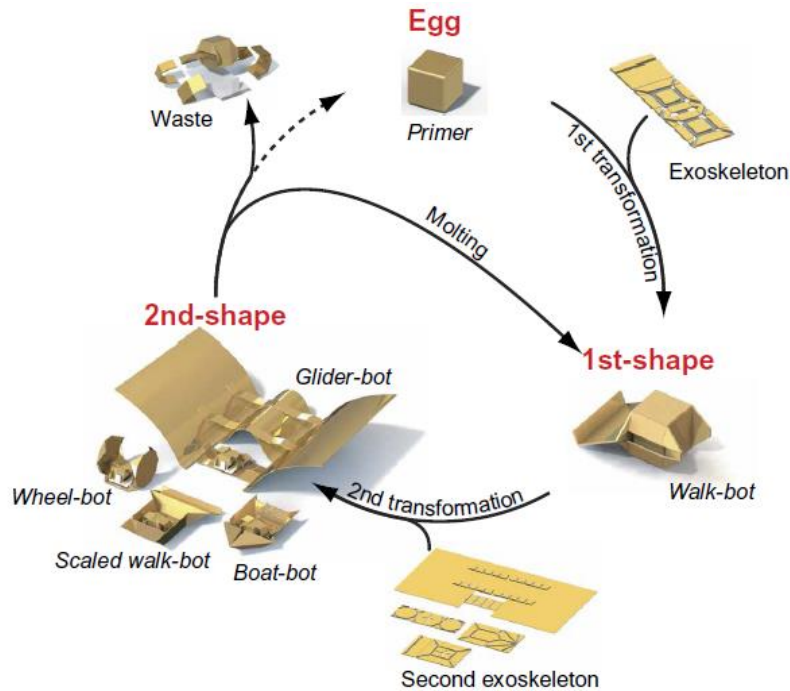 Egg
Primer
Waste
Exoskeleton
1st transformation
Molting
2nd-shape
Glider-bot
1st-shape
Walk-bot
Wheel-bot
Scaled walk-bot
Boat-bot
2nd transformation
Second exoskeleton